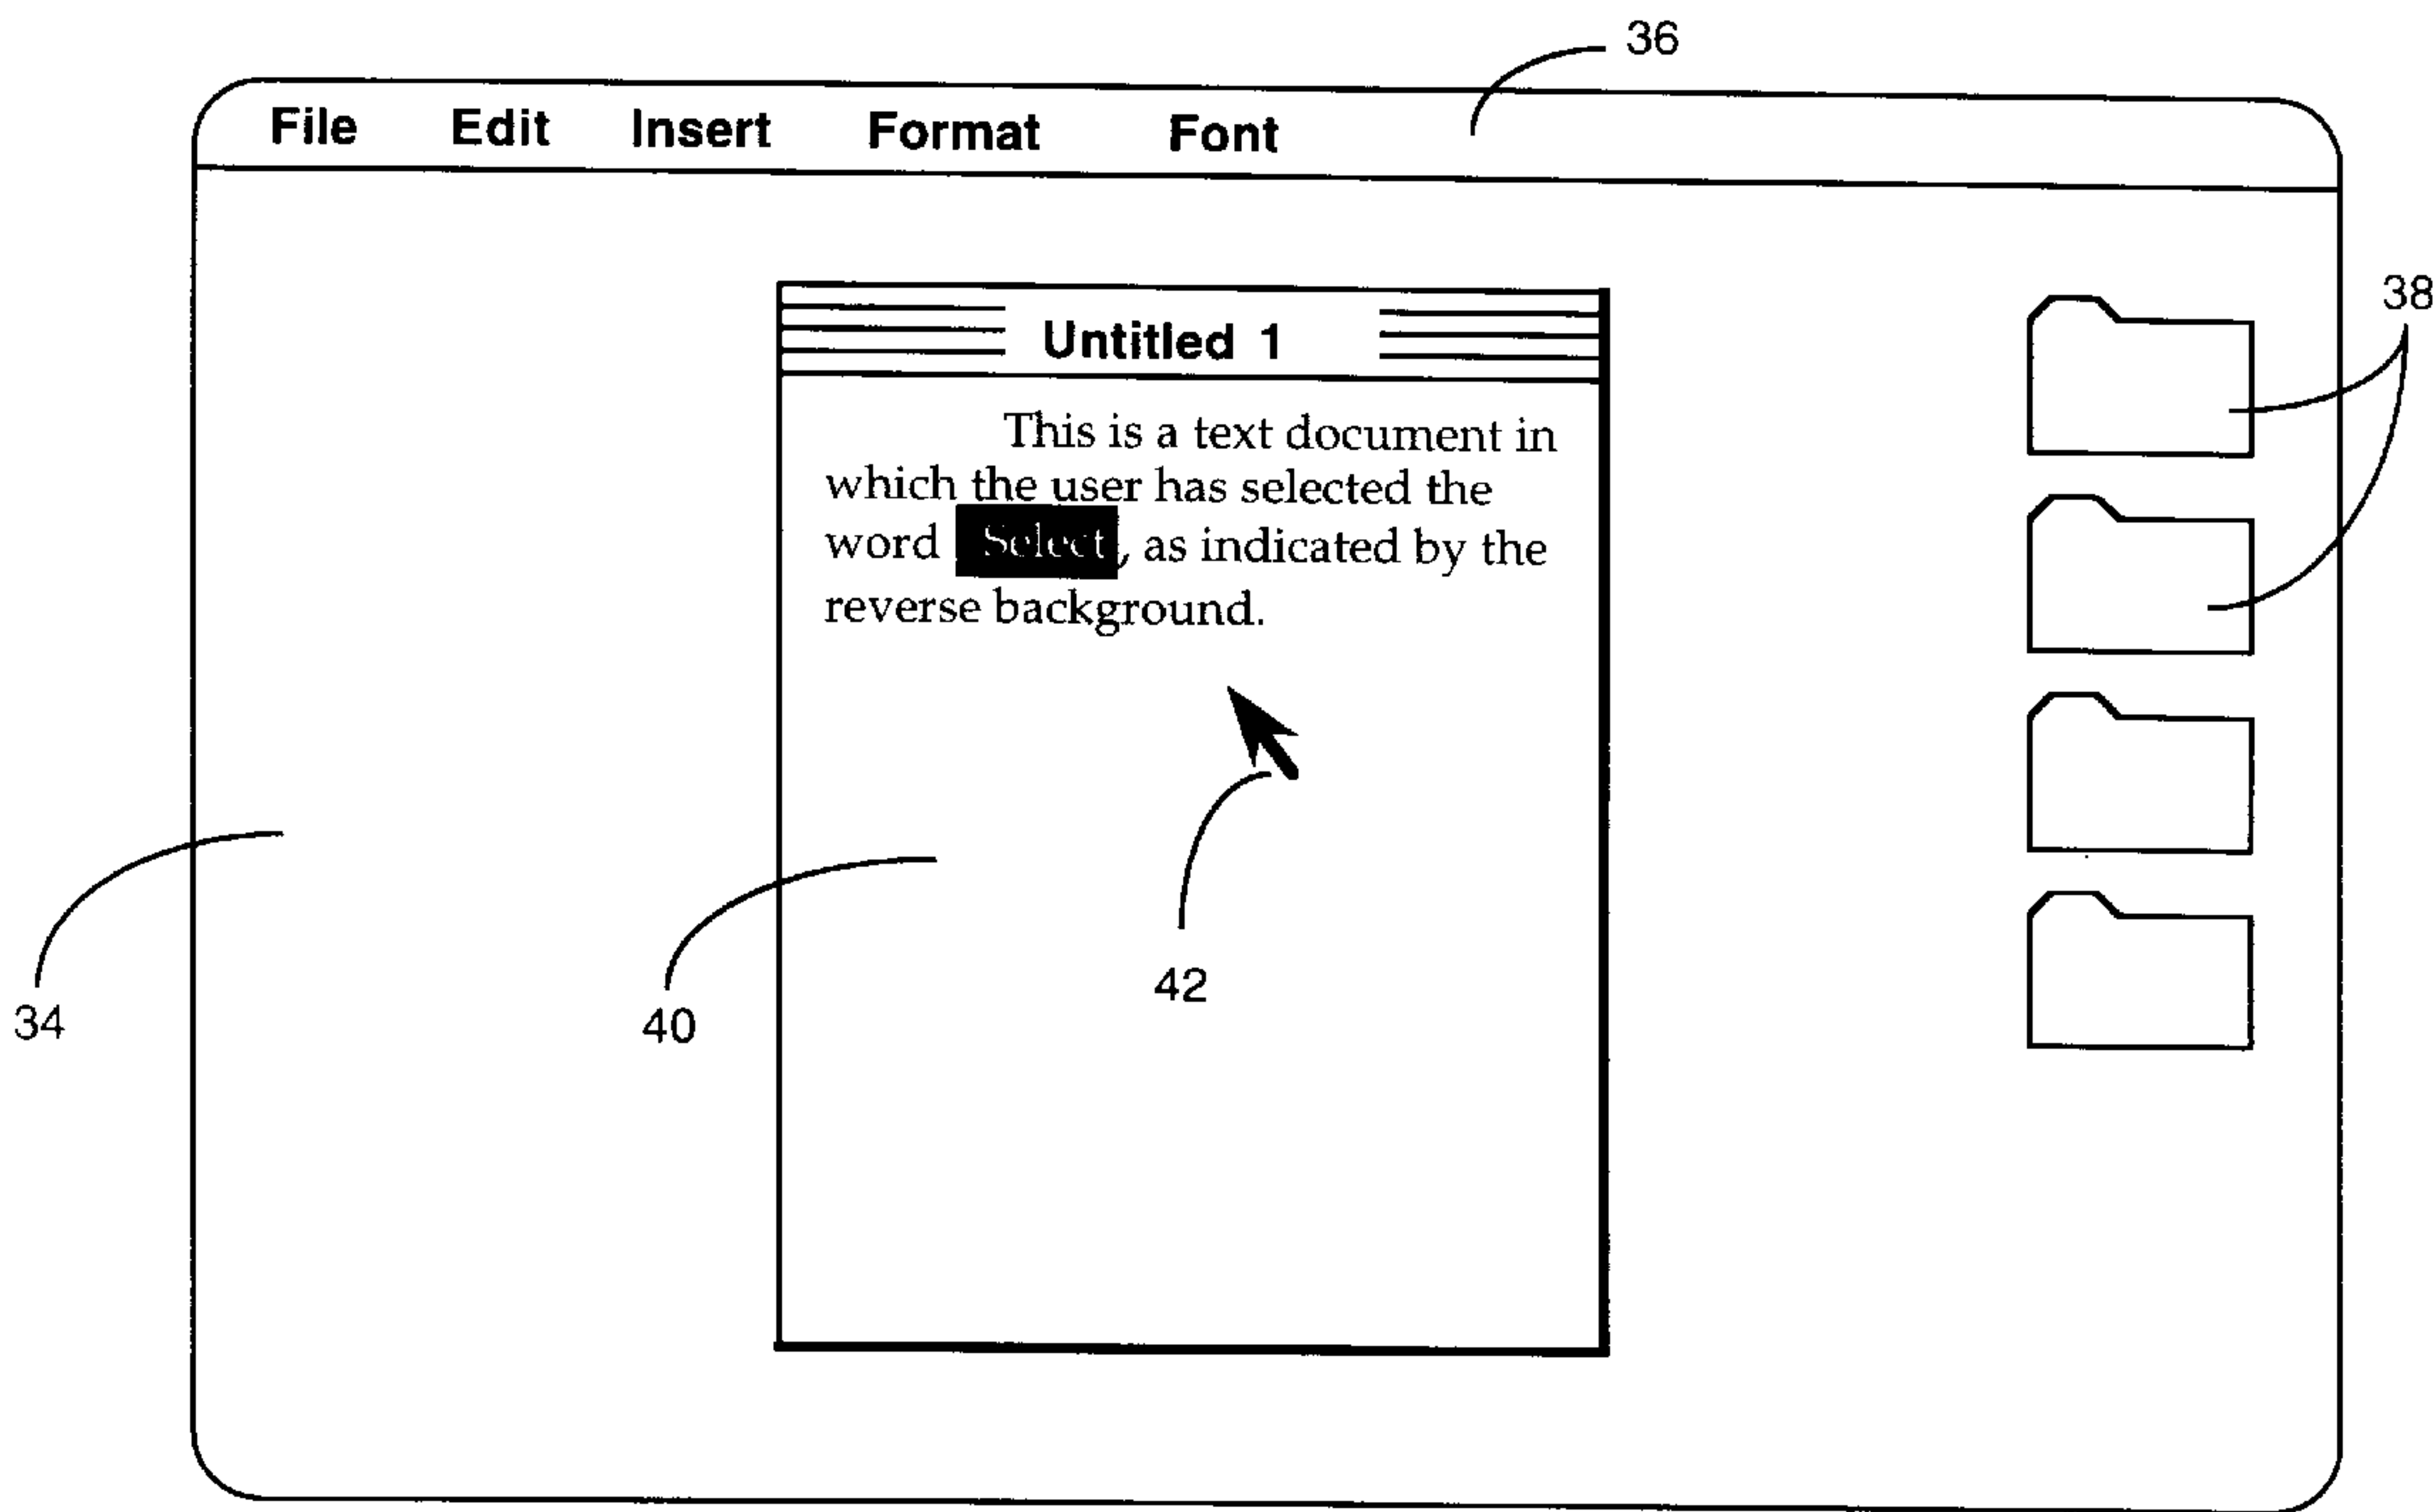 36
File Edit Insert Format Font
38
Untitled 1
This is a text document in
which the user has selected the
word Select, as indicated by the
reverse background.
42
34
40